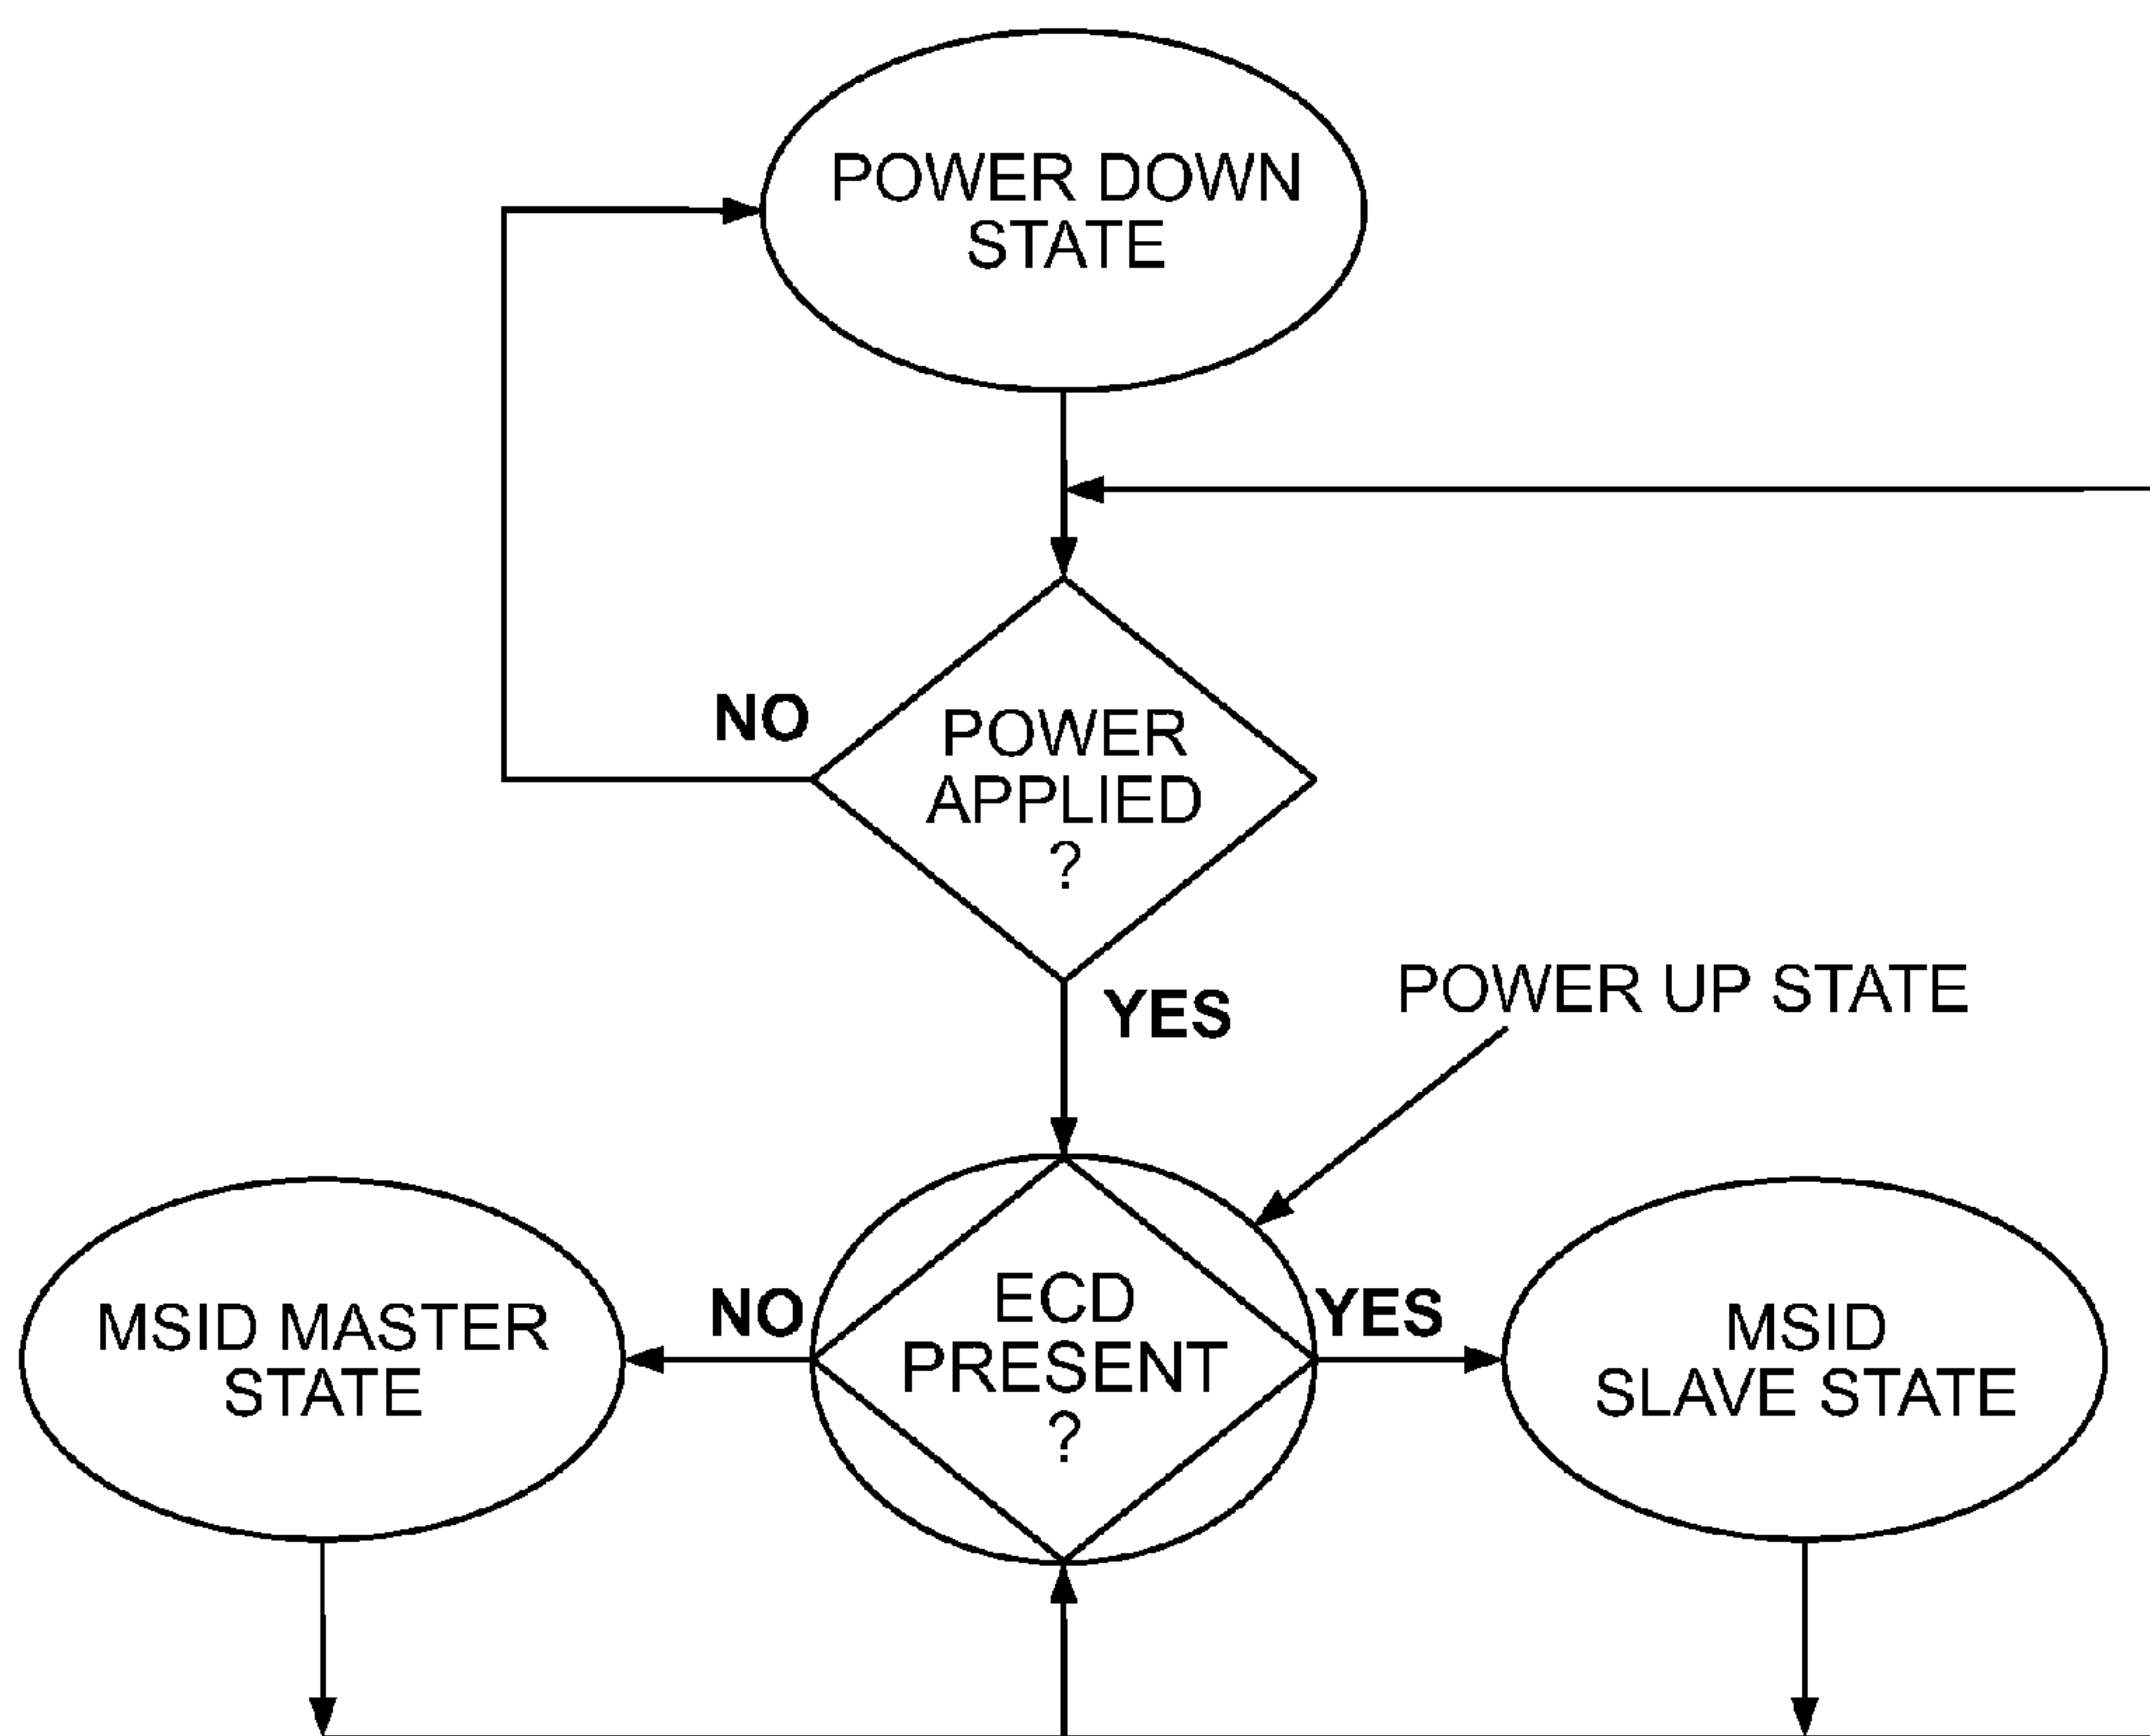 POWER DOWN
STATE
NO
POWER
APPLIED
?
YES
POWER UP STATE
MSID MASTER
STATE
NO
ECD
PRESENT
?
YES
MSID
SLAVE STATE